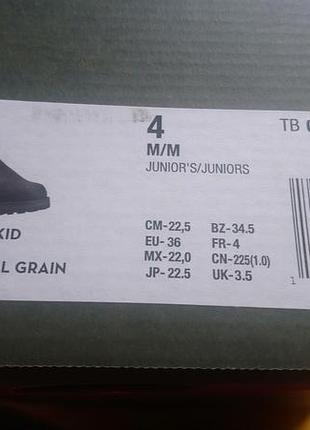 4
TB
M/M
JUNIOR'S/JUNIORS
KID
L GRAIN
CM-22,5 BZ-34.5
EU- 36 FR-4
MX-22,0 CN-225(1.0)
JP- 22.5 UK-3.5
1